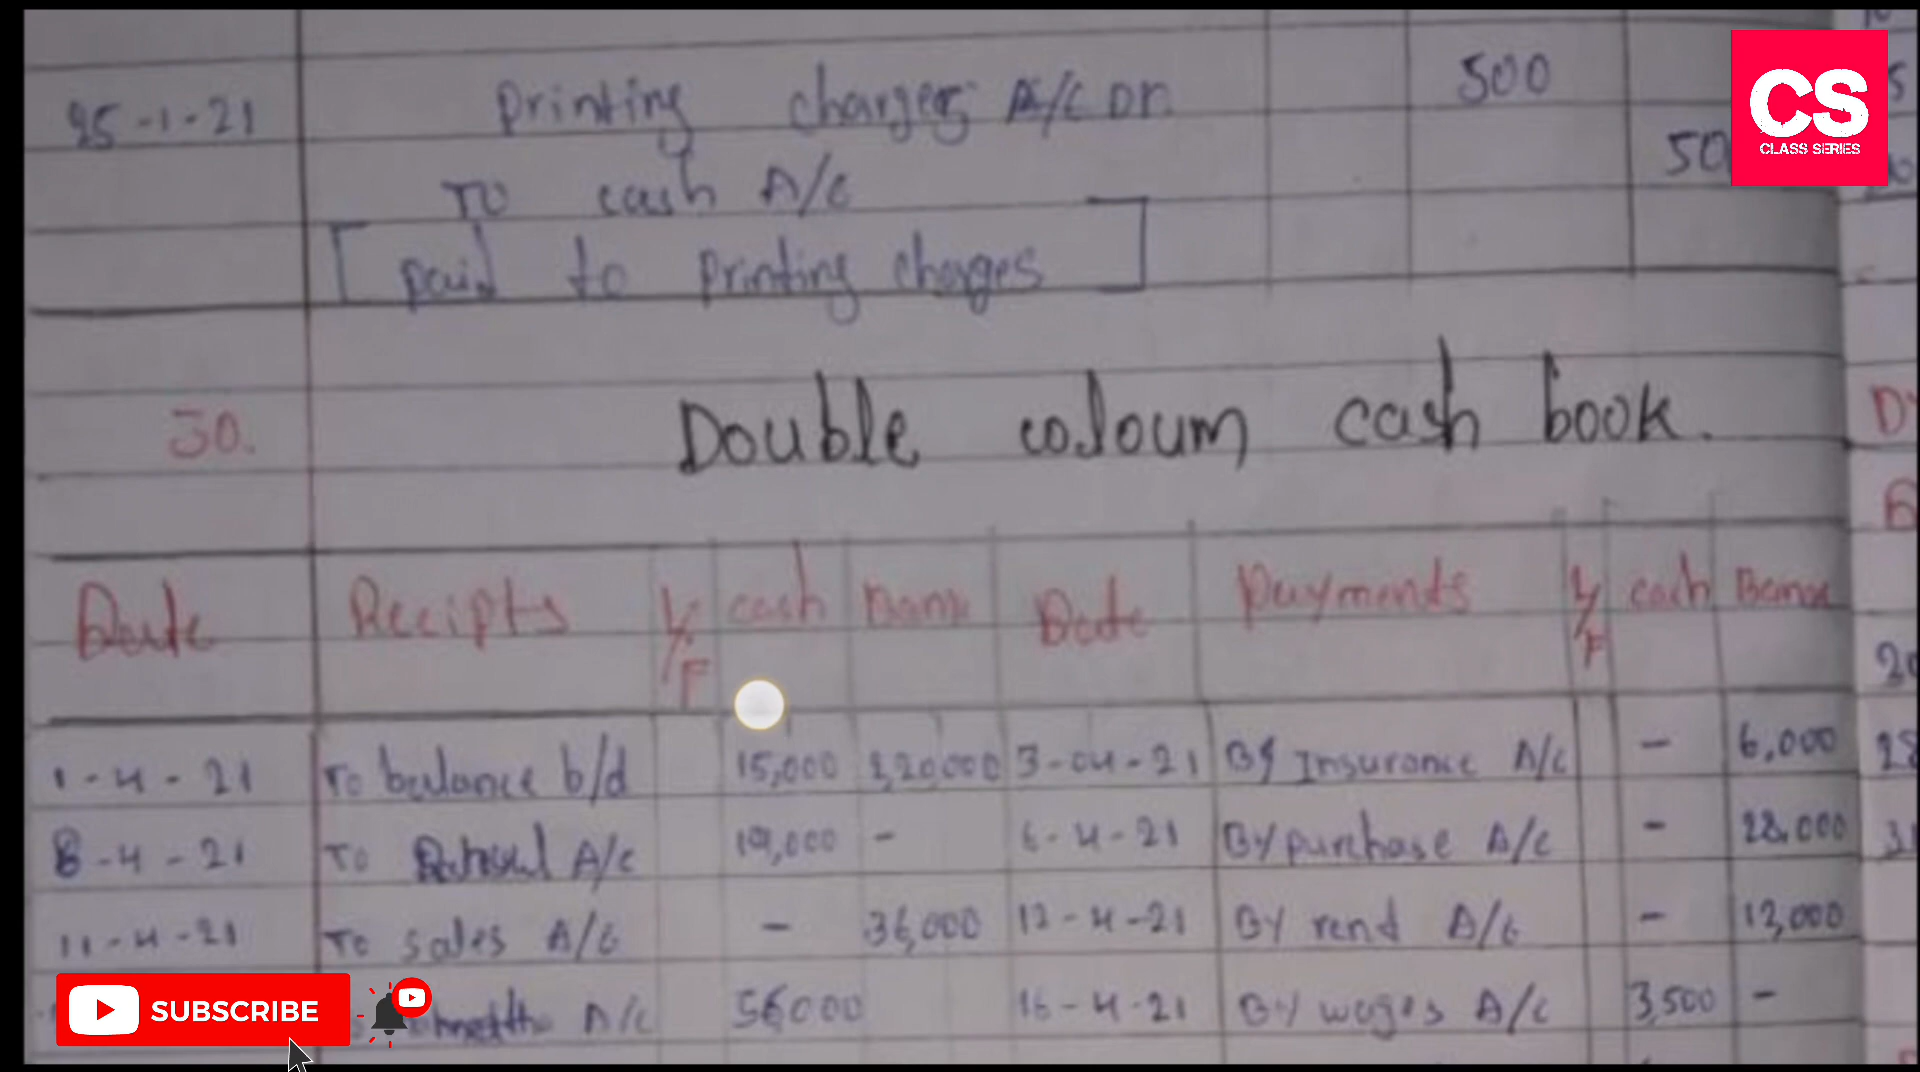 25-1-21 Printing charges A/C Dr 500
To cash A/C 50
[ paid to printing charges ]
30. Double coloum cash book.
Date Recipts L/F cash Bank Date Payments L/F cash Bank
1-4-21 To balance b/d 15,000 2,20,000 3-04-21 By Insurance A/C - 6,000
8-4-21 To A/C 19,000 - 6-4-21 By purchase A/C - 28,000
11-4-21 To sales A/C - 36,000 12-4-21 By rend A/C - 12,000
A/C 56000 16-4-21 By wages A/C 3,500 -
CS
CLASS SERIES
SUBSCRIBE